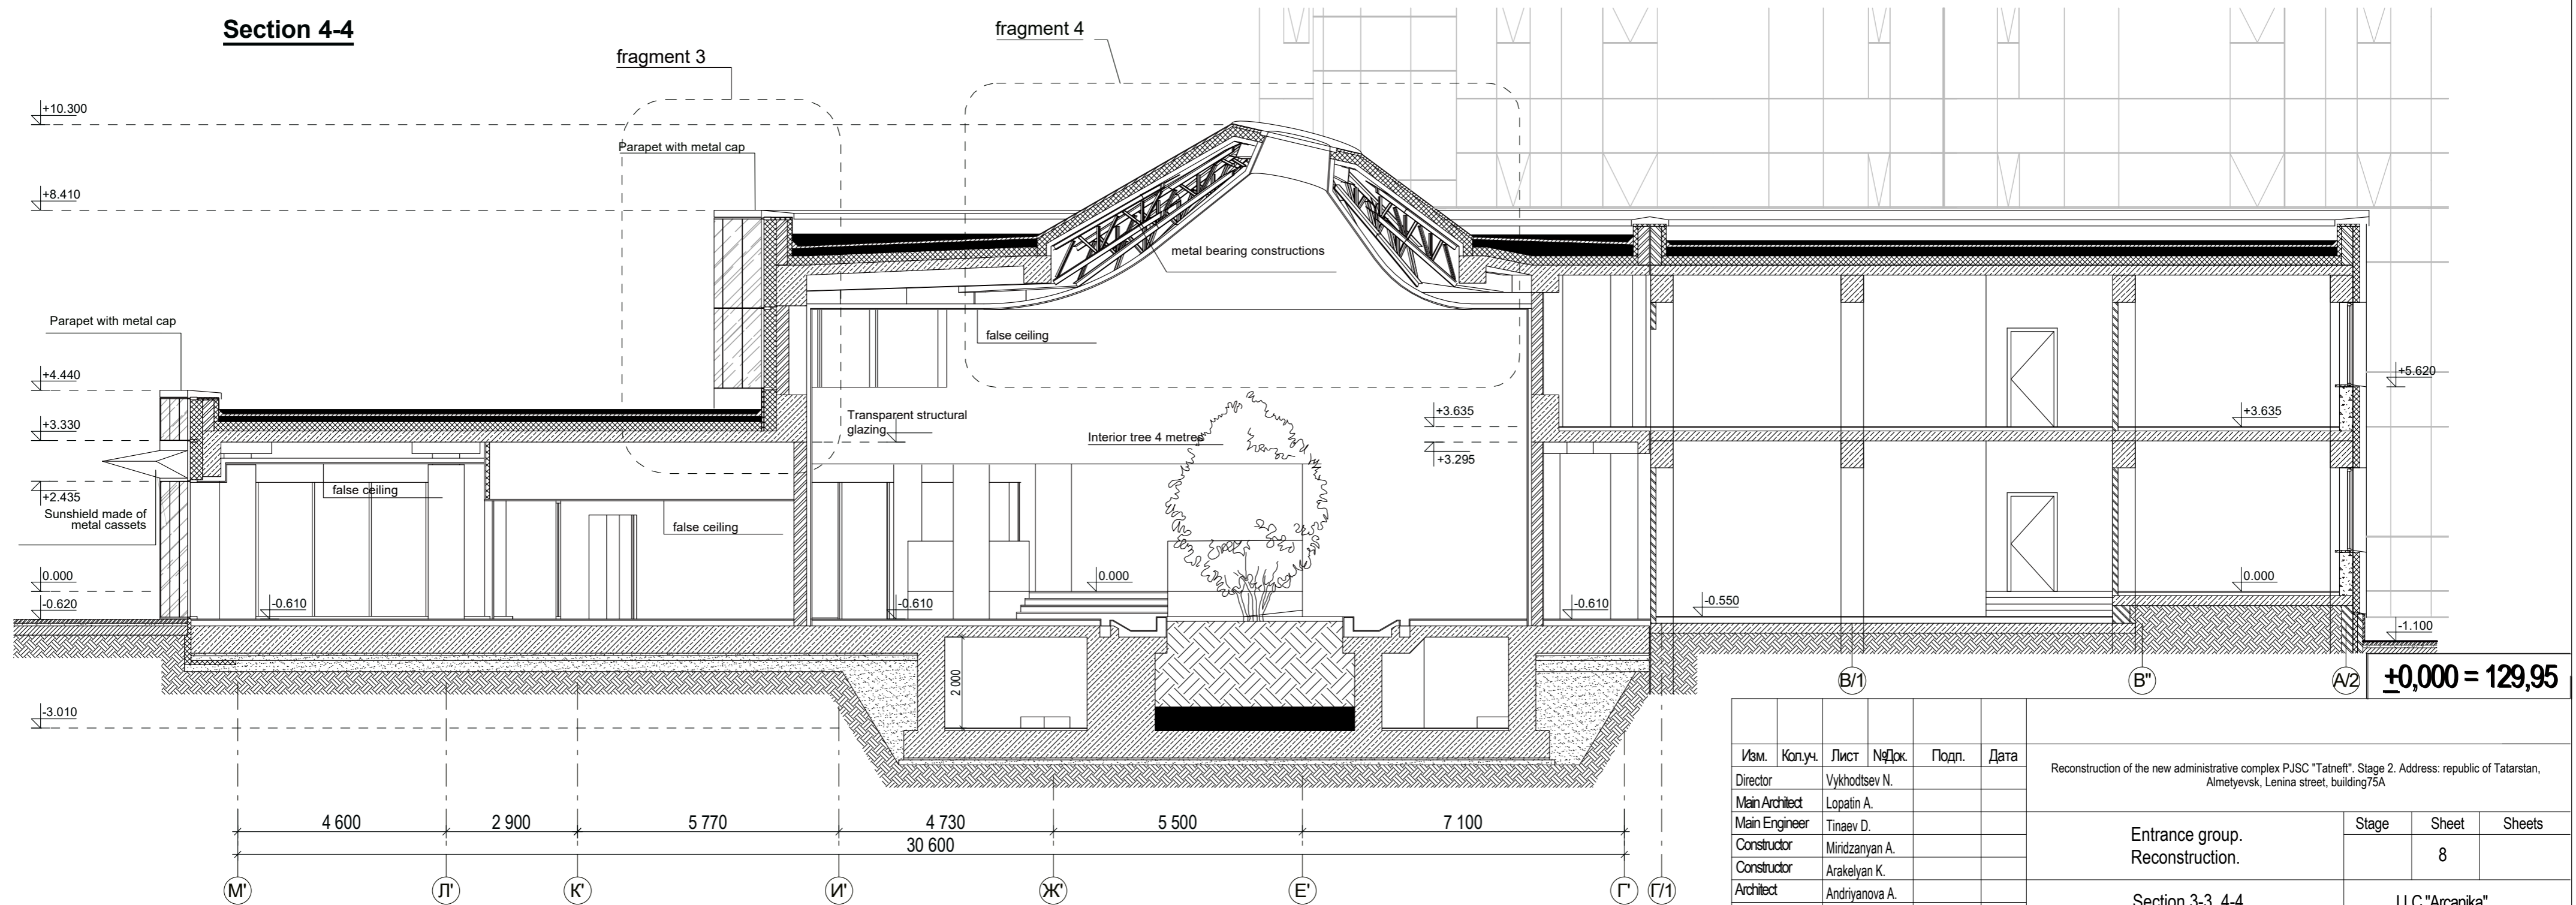 Section 4-4
fragment 3
fragment 4
+10.300
Parapet with metal cap
+8.410
metal bearing constructions
Parapet with metal cap
false ceiling
+4.440
+5.620
Transparent structural
glazing
+3.635
+3.635
+3.330
Interior tree 4 metres
+3.295
+2.435
false ceiling
Sunshield made of
metal cassets
false ceiling
0.000
0.000
0.000
-0.620
-0.610
-0.610
-0.610
-0.550
-1.100
2 000
-3.010
В/1
В"
А/2
±0,000 = 129,95
4 600
2 900
5 770
4 730
5 500
7 100
30 600
М'
Л'
К'
И'
Ж'
Е'
Г'
Г/1
Изм. Кол.уч. Лист №Док. Подп. Дата
Reconstruction of the new administrative complex PJSC "Tatneft". Stage 2. Address: republic of Tatarstan,
Almetyevsk, Lenina street, building75A
Director Vykhodtsev N.
Main Architect Lopatin A.
Main Engineer Tinaev D.
Constructor Miridzanyan A.
Constructor Arakelyan K.
Architect Andriyanova A.
Entrance group.
Reconstruction.
Stage Sheet Sheets
8
Section 3-3, 4-4
LLC "Arcanika"